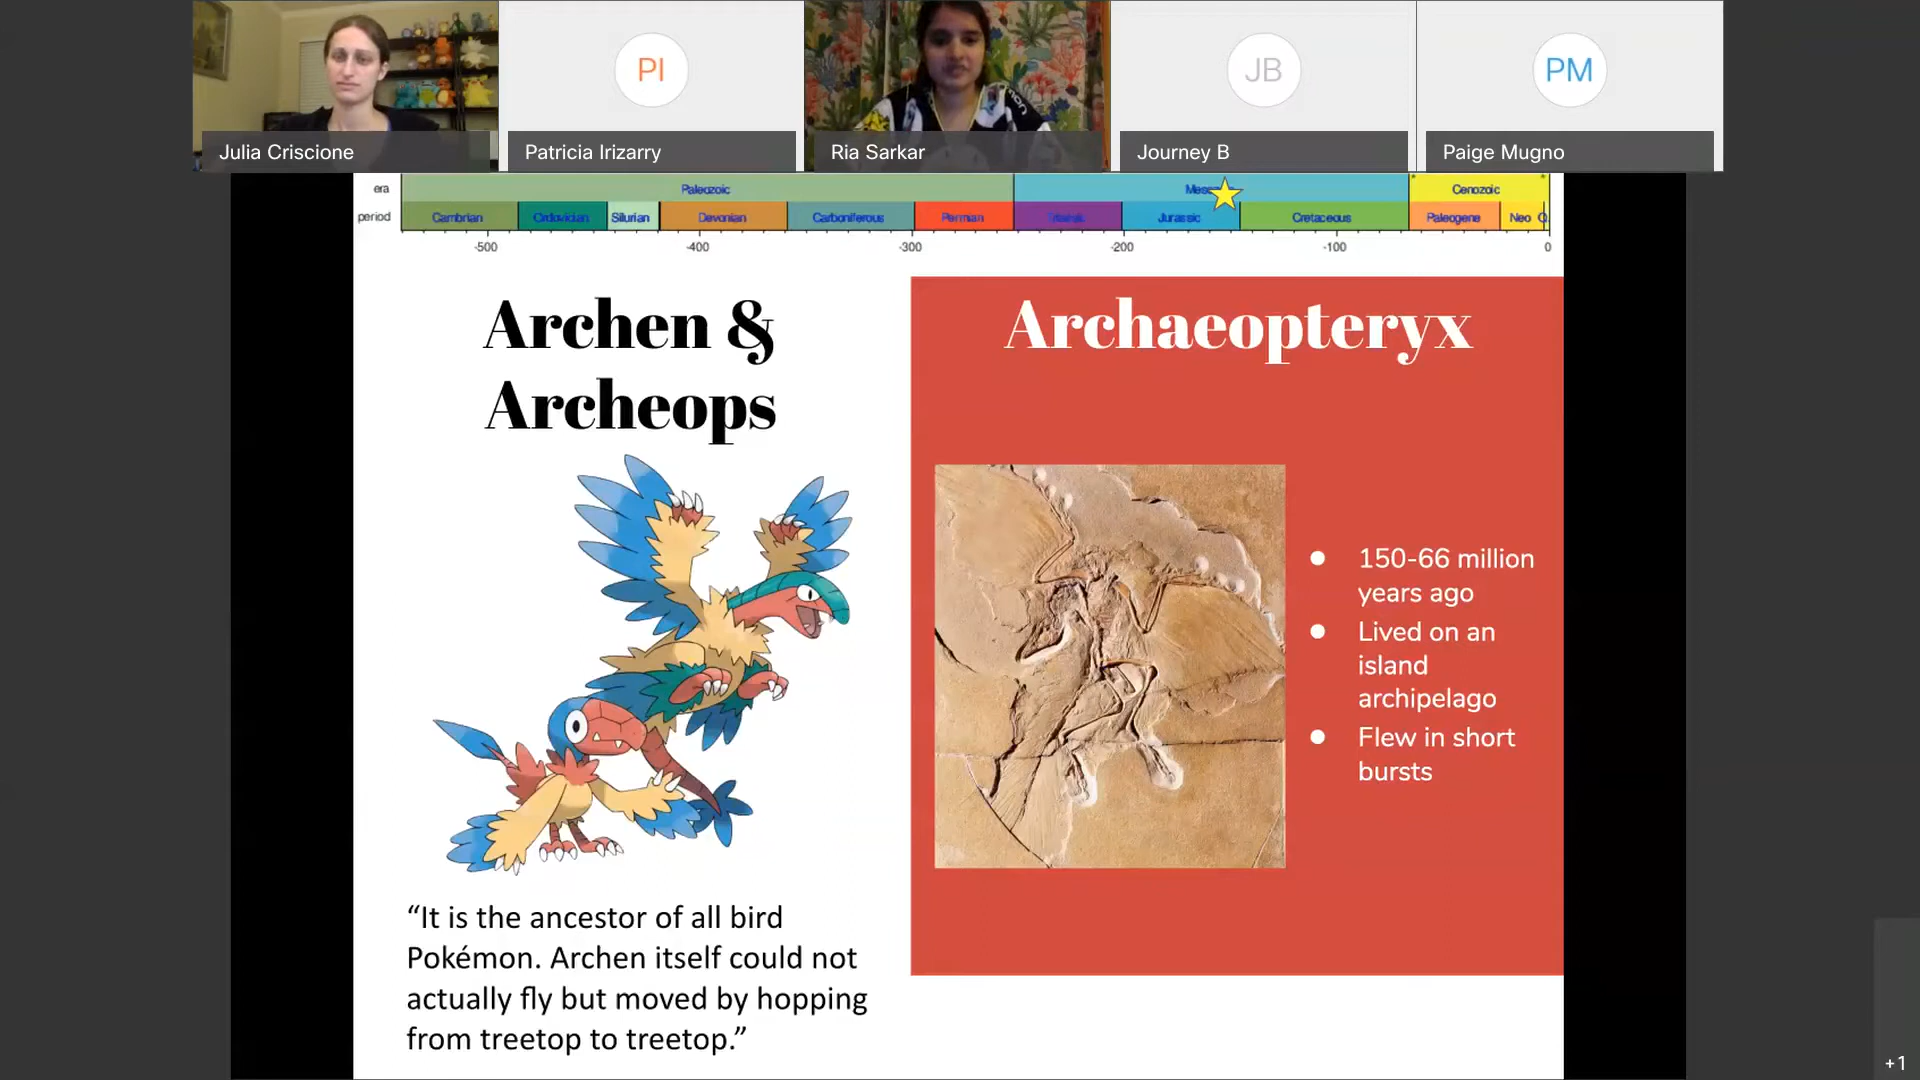 PI
JB
PM
Julia Criscione
Patricia Irizarry
Ria Sarkar
Journey B
Paige Mugno
era
Paleozoic
Cenozoic
period
Cambrian
Ordovician
Silurian
Devonian
Carboniferous
Permian
Triassic
Jurassic
Cretaceous
Paleogene
Neo
Q
-500
-400
-300
-200
-100
0
Archen &
Archeops
Archaeopteryx
150-66 million
years ago
Lived on an
island
archipelago
Flew in short
bursts
“It is the ancestor of all bird
Pokémon. Archen itself could not
actually fly but moved by hopping
from treetop to treetop.”
+1